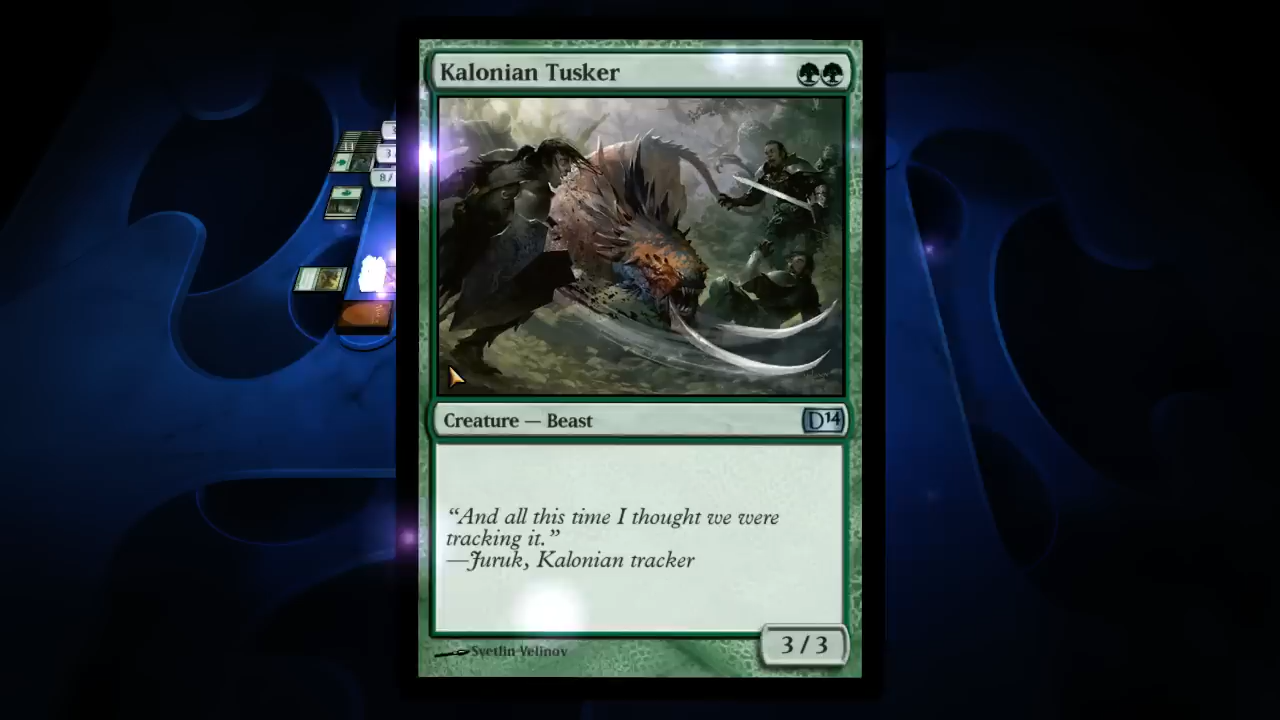 Kalonian Tusker
Creature — Beast
D14
“And all this time I thought we were
tracking it.”
—Juruk, Kalonian tracker
3 / 3
Svetlin Velinov